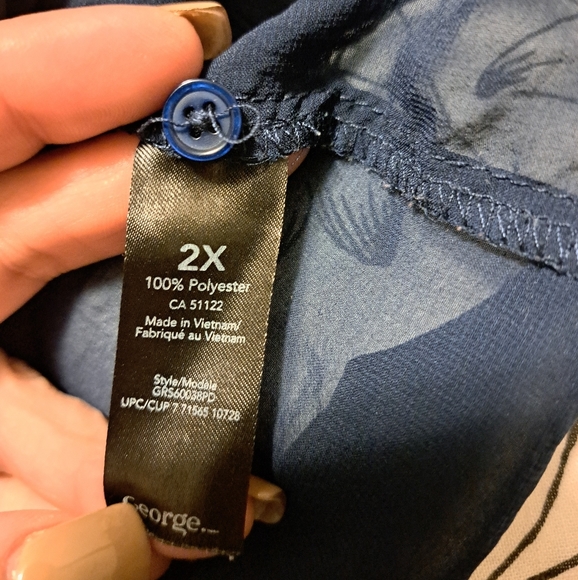 2X
100% Polyester
CA 51122
Made in Vietnam/
Fabriqué au Vietnam
Style/Modèle
GRS60038PD
UPC/CUP 7 71565 10728
George.